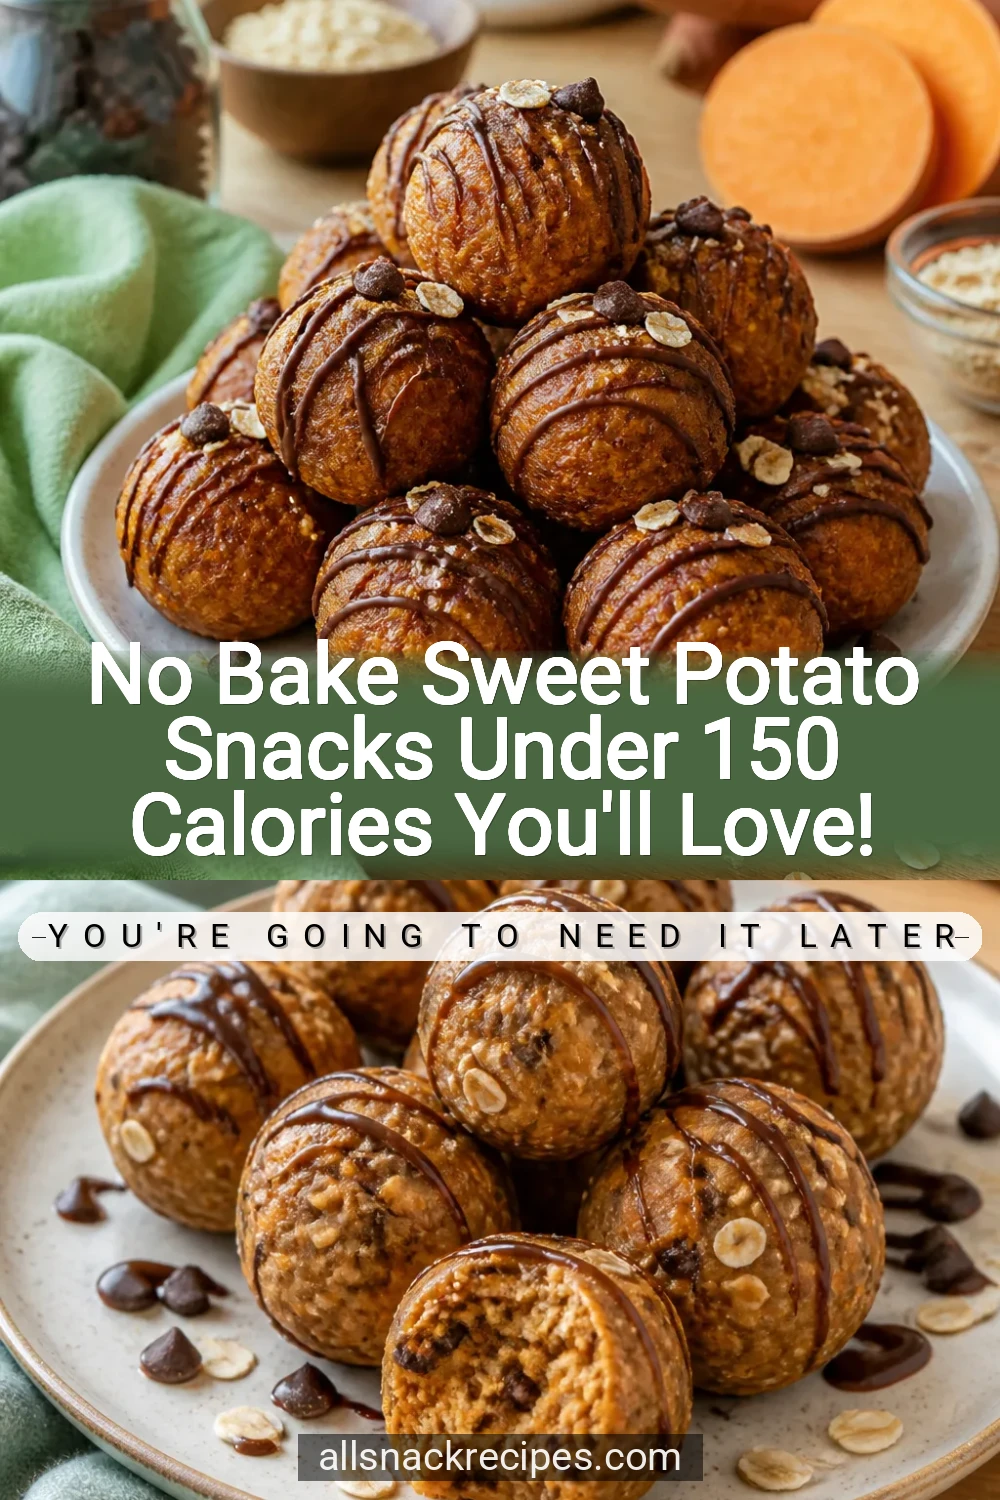 No Bake Sweet Potato
Snacks Under 150
Calories You'll Love!
-YOU'RE GOING TO NEED IT LATER-
allsnackrecipes.com